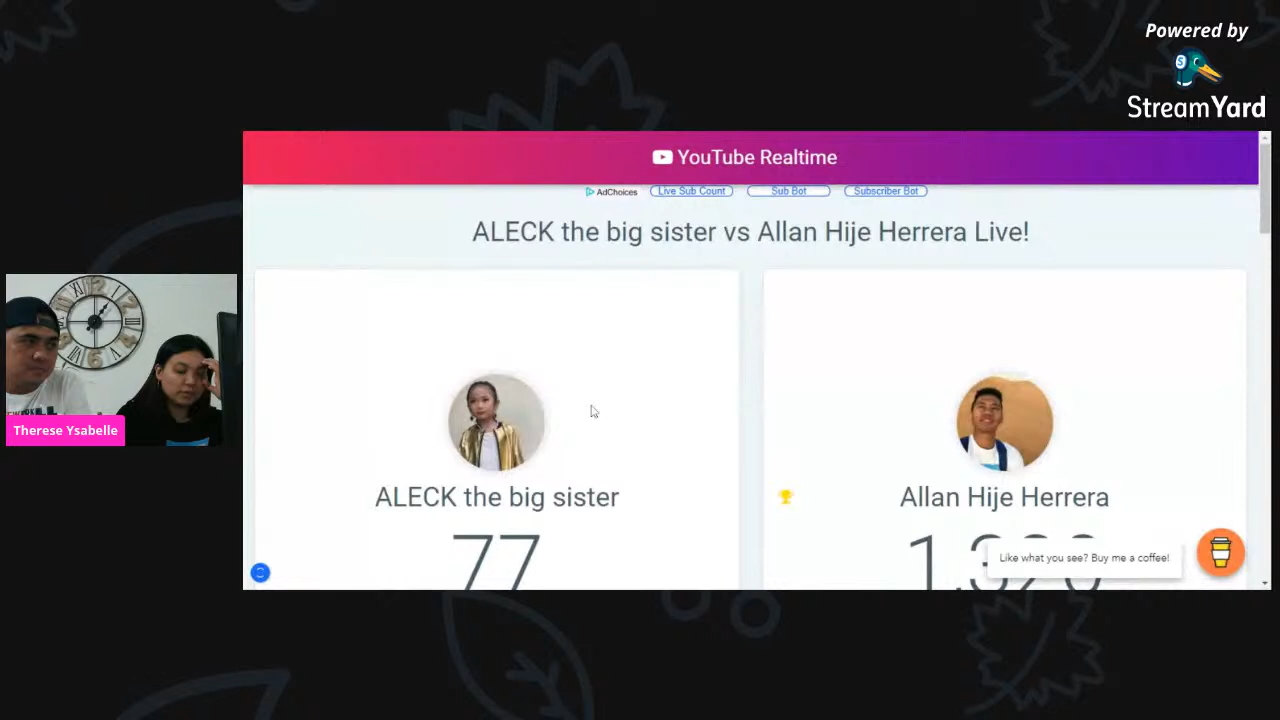 Powered by
StreamYard
YouTube Realtime
AdChoices
Live Sub Count
Sub Bot
Subscriber Bot
ALECK the big sister vs Allan Hije Herrera Live!
Therese Ysabelle
ALECK the big sister
Allan Hije Herrera
77
Like what you see? Buy me a coffee!